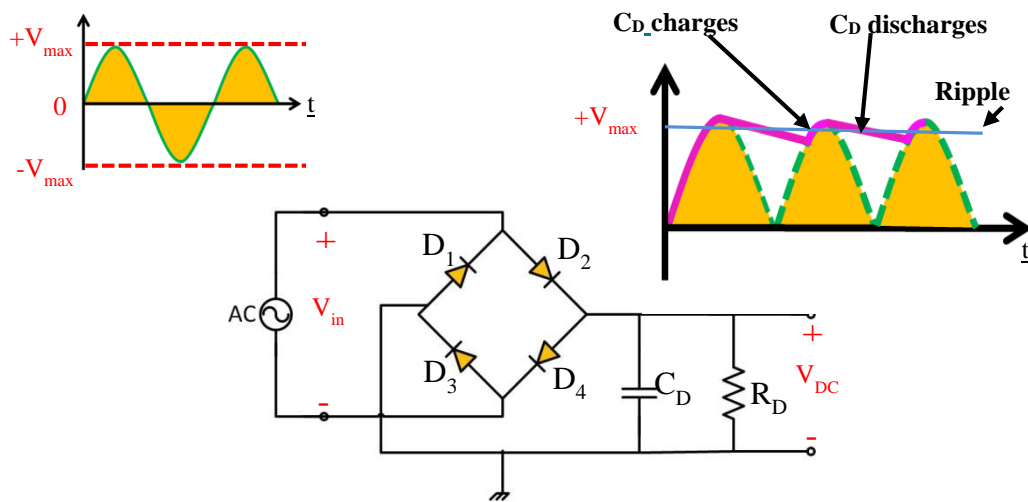 +Vmax
0
-Vmax
t
CD charges
CD discharges
Ripple
+Vmax
t
+
D1
D2
AC
Vin
D3
D4
-
CD
RD
+
VDC
-